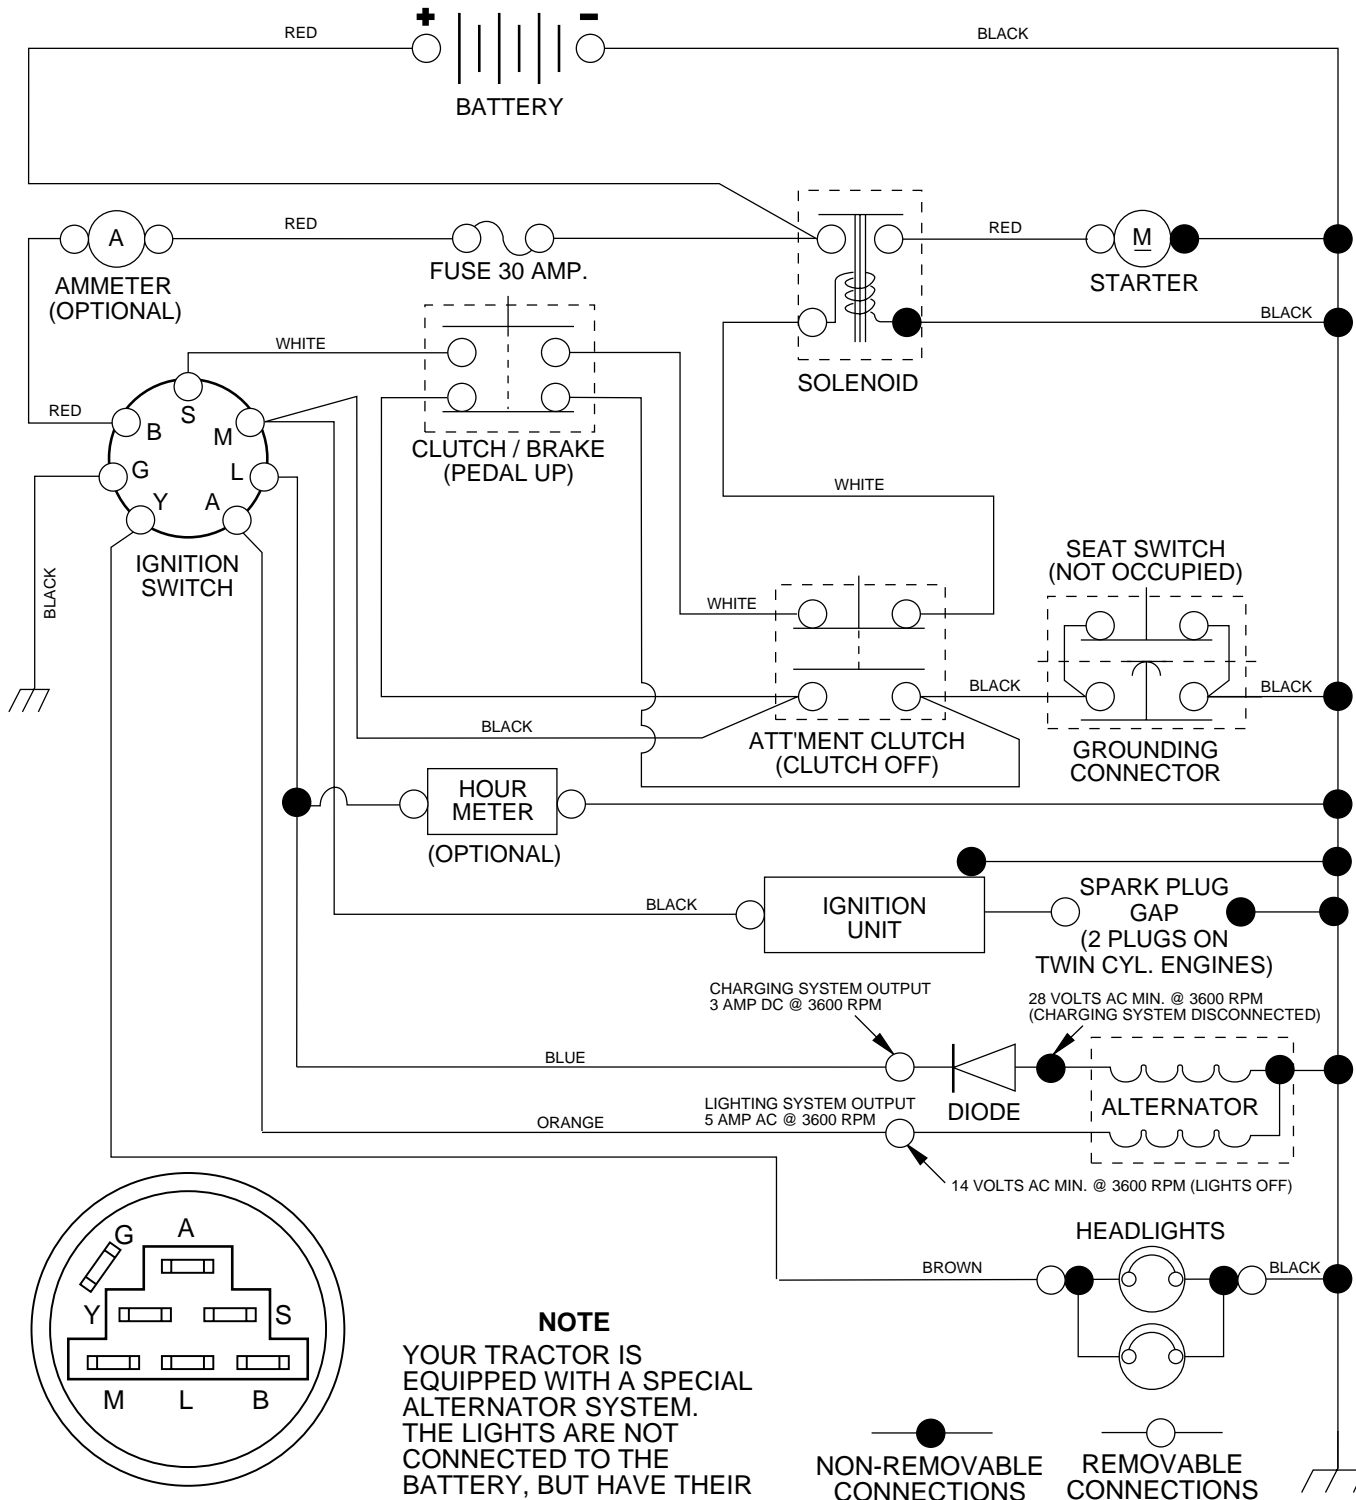 + -
RED
BLACK
BATTERY
RED
RED
A
M
AMMETER
(OPTIONAL)
FUSE 30 AMP.
STARTER
BLACK
WHITE
SOLENOID
RED
S
B
M
G
L
Y
A
CLUTCH / BRAKE
(PEDAL UP)
WHITE
IGNITION
SWITCH
BLACK
SEAT SWITCH
(NOT OCCUPIED)
WHITE
BLACK
BLACK
BLACK
ATT'MENT CLUTCH
(CLUTCH OFF)
GROUNDING
CONNECTOR
HOUR
METER
(OPTIONAL)
BLACK
IGNITION
UNIT
SPARK PLUG
GAP
(2 PLUGS ON
TWIN CYL. ENGINES)
CHARGING SYSTEM OUTPUT
3 AMP DC @ 3600 RPM
28 VOLTS AC MIN. @ 3600 RPM
(CHARGING SYSTEM DISCONNECTED)
BLUE
DIODE
ALTERNATOR
LIGHTING SYSTEM OUTPUT
5 AMP AC @ 3600 RPM
ORANGE
14 VOLTS AC MIN. @ 3600 RPM (LIGHTS OFF)
HEADLIGHTS
BROWN
BLACK
G
A
Y
S
M
L
B
NOTE
YOUR TRACTOR IS
EQUIPPED WITH A SPECIAL
ALTERNATOR SYSTEM.
THE LIGHTS ARE NOT
CONNECTED TO THE
BATTERY, BUT HAVE THEIR
NON-REMOVABLE
CONNECTIONS
REMOVABLE
CONNECTIONS